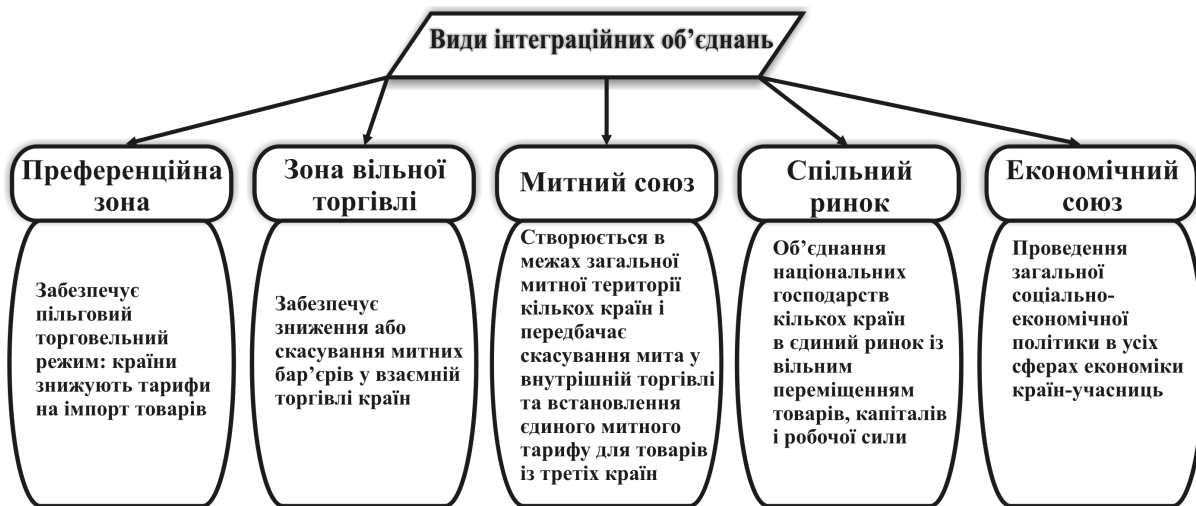 Види інтеграційних об’єднань
Преференційна
зона
Забезпечує
пільговий
торговельний
режим: країни
знижують тарифи
на імпорт товарів
Зона вільної
торгівлі
Забезпечує
зниження або
скасування митних
бар’єрів у взаємній
торгівлі країн
Митний союз
Створюється в
межах загальної
митної території
кількох країн і
передбачає
скасування мита у
внутрішній торгівлі
та встановлення
єдиного митного
тарифу для товарів
із третіх країн
Спільний
ринок
Об’єднання
національних
господарств
кількох країн
в єдиний ринок із
вільним
переміщенням
товарів, капіталів
і робочої сили
Економічний
союз
Проведення
загальної
соціально-
економічної
політики в усіх
сферах економіки
країн-учасниць